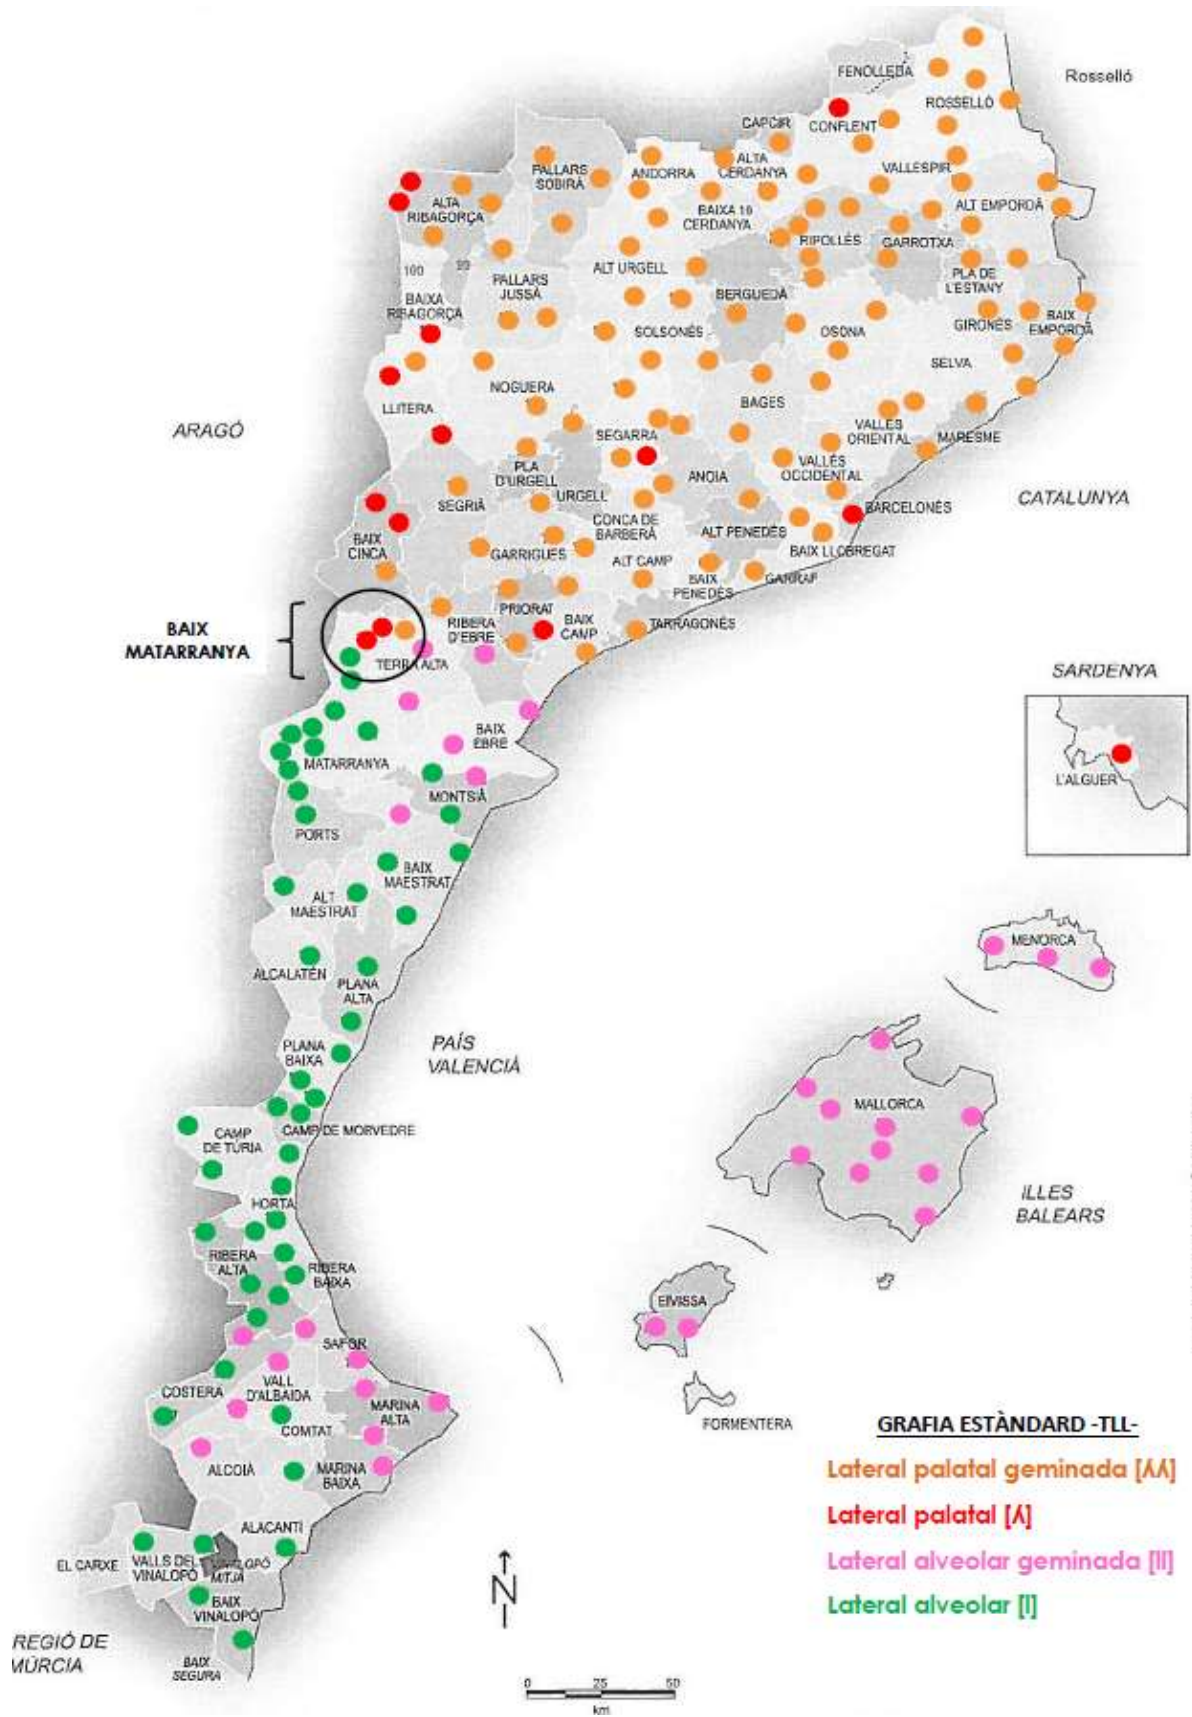 FENOLLEDA
Rosselló
ROSSELLÓ
CAPCIR
CONFLENT
PALLARS
SOBIRÀ
ANDORRA
ALTA
CERDANYA
VALLESPIR
ALTA
RIBAGORÇA
BAIXA 10
CERDANYA
ALT EMPORDÀ
RIPOLLÈS
GARROTXA
100
99
ALT URGELL
PALLARS
JUSSÀ
PLA DE
L'ESTANY
BAIXA
RIBAGORÇA
BERGUEDÀ
GIRONÈS
BAIX
EMPORDÀ
SOLSONÈS
OSONA
SELVA
NOGUERA
BAGES
LLITERA
ARAGÓ
SEGARRA
VALLÈS
ORIENTAL
MARESME
PLA
D'URGELL
VALLÈS
OCCIDENTAL
ANOIA
SEGRIÀ
URGELL
CATALUNYA
BARCELONÈS
CONCA DE
BARBERÀ
ALT PENEDÈS
BAIX
CINCA
GARRIGUES
BAIX LLOBREGAT
ALT CAMP
BAIX
PENEDÈS
GARRAF
PRIORAT
BAIX
MATARRANYA
RIBERA
D'EBRE
BAIX
CAMP
TARRAGONÈS
TERRA ALTA
SARDENYA
BAIX
EBRE
MATARRANYA
L'ALGUER
MONTSIÀ
PORTS
BAIX
MAESTRAT
ALT
MAESTRAT
MENORCA
ALCALATÉN
PLANA
ALTA
PAÍS
VALENCIÀ
PLANA
BAIXA
MALLORCA
CAMP
DE TÚRIA
CAMP DE MORVEDRE
HORTA
ILLES
BALEARS
RIBERA
ALTA
RIBERA
BAIXA
EIVISSA
SAFOR
COSTERA
VALL
D'ALBAIDA
MARINA
ALTA
FORMENTERA
COMTAT
GRAFIA ESTÀNDARD -TLL-
ALCOIÀ
MARINA
BAIXA
Lateral palatal geminada [ʎʎ]
Lateral palatal [ʎ]
ALACANTÍ
EL CARXE
VALLS DEL
VINALOPÓ
VINALOPÓ
MITJÀ
Lateral alveolar geminada [ll]
N
BAIX
VINALOPÓ
Lateral alveolar [l]
REGIÓ DE
MÚRCIA
BAIX
SEGURA
0 25 50
km.